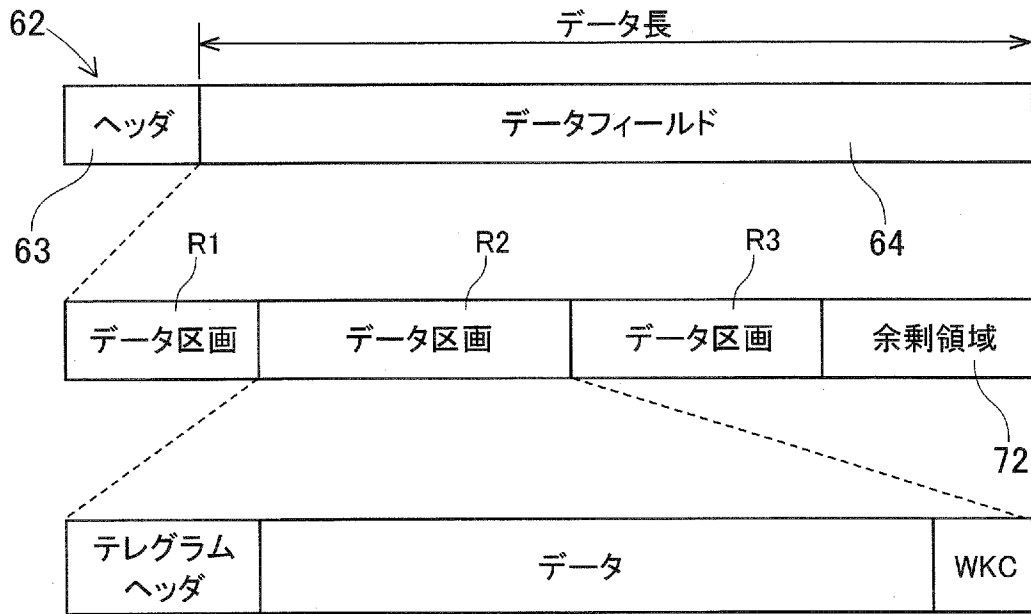 62
データ長
ヘッダ
データフィールド
63
64
R1
R2
R3
データ区画
データ区画
データ区画
余剰領域
72
テレグラム
ヘッダ
データ
WKC